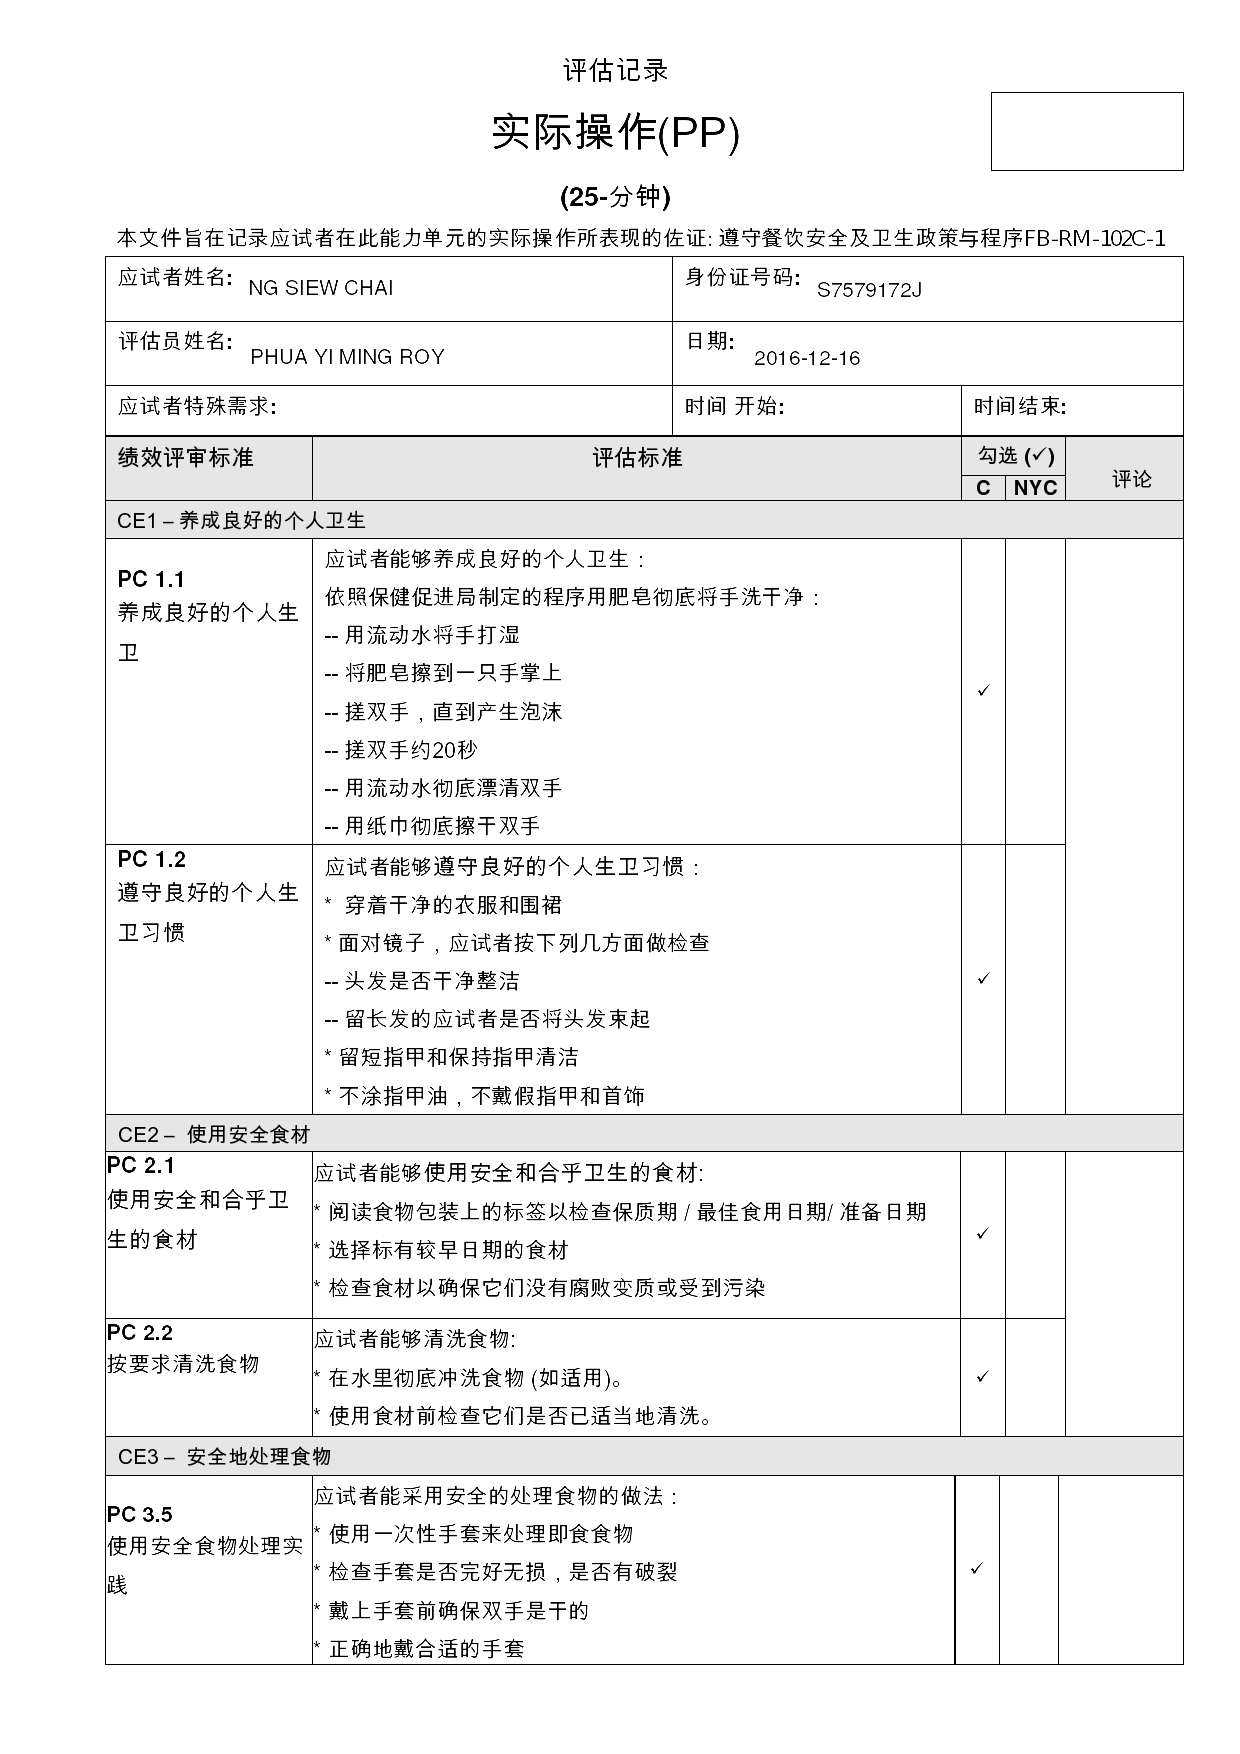 评估记录
实际操作(PP)
(25-分钟)
本文件旨在记录应试者在此能力单元的实际操作所表现的佐证: 遵守餐饮安全及卫生政策与程序FB-RM-102C-1
应试者姓名: NG SIEW CHAI 身份证号码: S7579172J
评估员姓名: PHUA YI MING ROY 日期: 2016-12-16
应试者特殊需求: 时间 开始: 时间结束:
绩效评审标准 评估标准 勾选 (✓) 评论
C NYC
CE1 – 养成良好的个人卫生
PC 1.1
养成良好的个人生
卫
应试者能够养成良好的个人卫生：
依照保健促进局制定的程序用肥皂彻底将手洗干净：
-- 用流动水将手打湿
-- 将肥皂擦到一只手掌上
-- 搓双手，直到产生泡沫
-- 搓双手约20秒
-- 用流动水彻底漂清双手
-- 用纸巾彻底擦干双手
✓
PC 1.2
遵守良好的个人生
卫习惯
应试者能够遵守良好的个人生卫习惯：
* 穿着干净的衣服和围裙
* 面对镜子，应试者按下列几方面做检查
-- 头发是否干净整洁
-- 留长发的应试者是否将头发束起
* 留短指甲和保持指甲清洁
* 不涂指甲油，不戴假指甲和首饰
✓
CE2 – 使用安全食材
PC 2.1
使用安全和合乎卫
生的食材
应试者能够使用安全和合乎卫生的食材:
* 阅读食物包装上的标签以检查保质期 / 最佳食用日期/ 准备日期
* 选择标有较早日期的食材
* 检查食材以确保它们没有腐败变质或受到污染
✓
PC 2.2
按要求清洗食物
应试者能够清洗食物:
* 在水里彻底冲洗食物 (如适用)。
* 使用食材前检查它们是否已适当地清洗。
✓
CE3 – 安全地处理食物
PC 3.5
使用安全食物处理实
践
应试者能采用安全的处理食物的做法：
* 使用一次性手套来处理即食食物
* 检查手套是否完好无损，是否有破裂
* 戴上手套前确保双手是干的
* 正确地戴合适的手套
✓